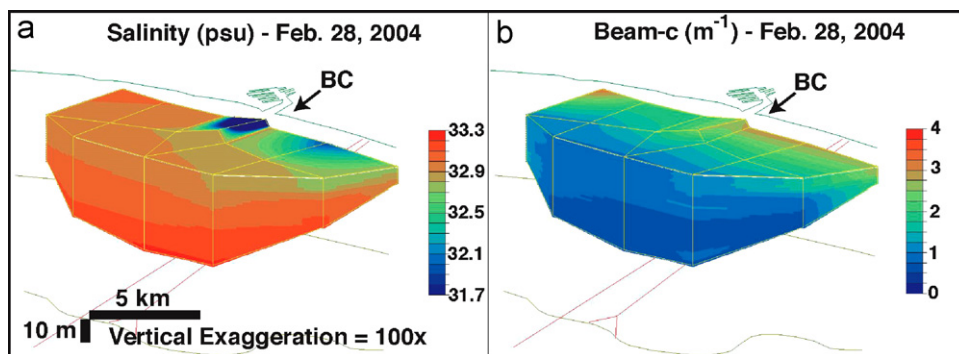 a Salinity (psu) - Feb. 28, 2004
BC
33.3
32.9
32.5
32.1
31.7
5 km
10 m
Vertical Exaggeration = 100x
b Beam-c (m⁻¹) - Feb. 28, 2004
BC
4
3
2
1
0